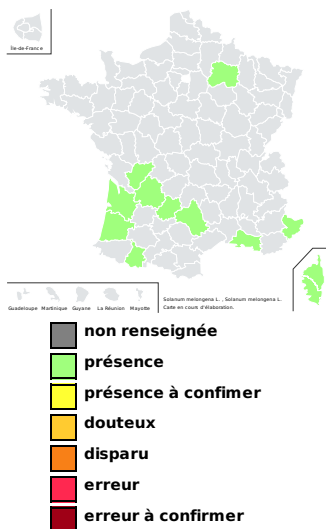 Île-de-France
Guadeloupe Martinique Guyane La Réunion Mayotte
Solanum melongena L. , Solanum melongena L.
Carte en cours d'élaboration.
non renseignée
présence
présence à confimer
douteux
disparu
erreur
erreur à confirmer